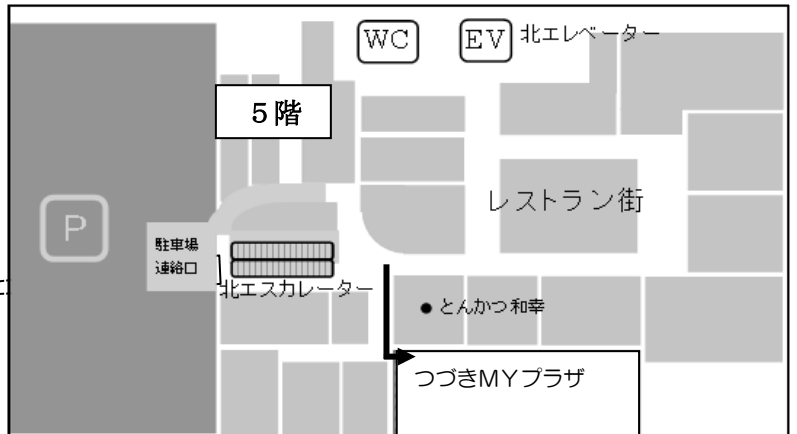 WC
EV
北エレベーター
5階
レストラン街
P
駐車場
連絡口
北エスカレーター
●とんかつ和幸
つづきMYプラザ